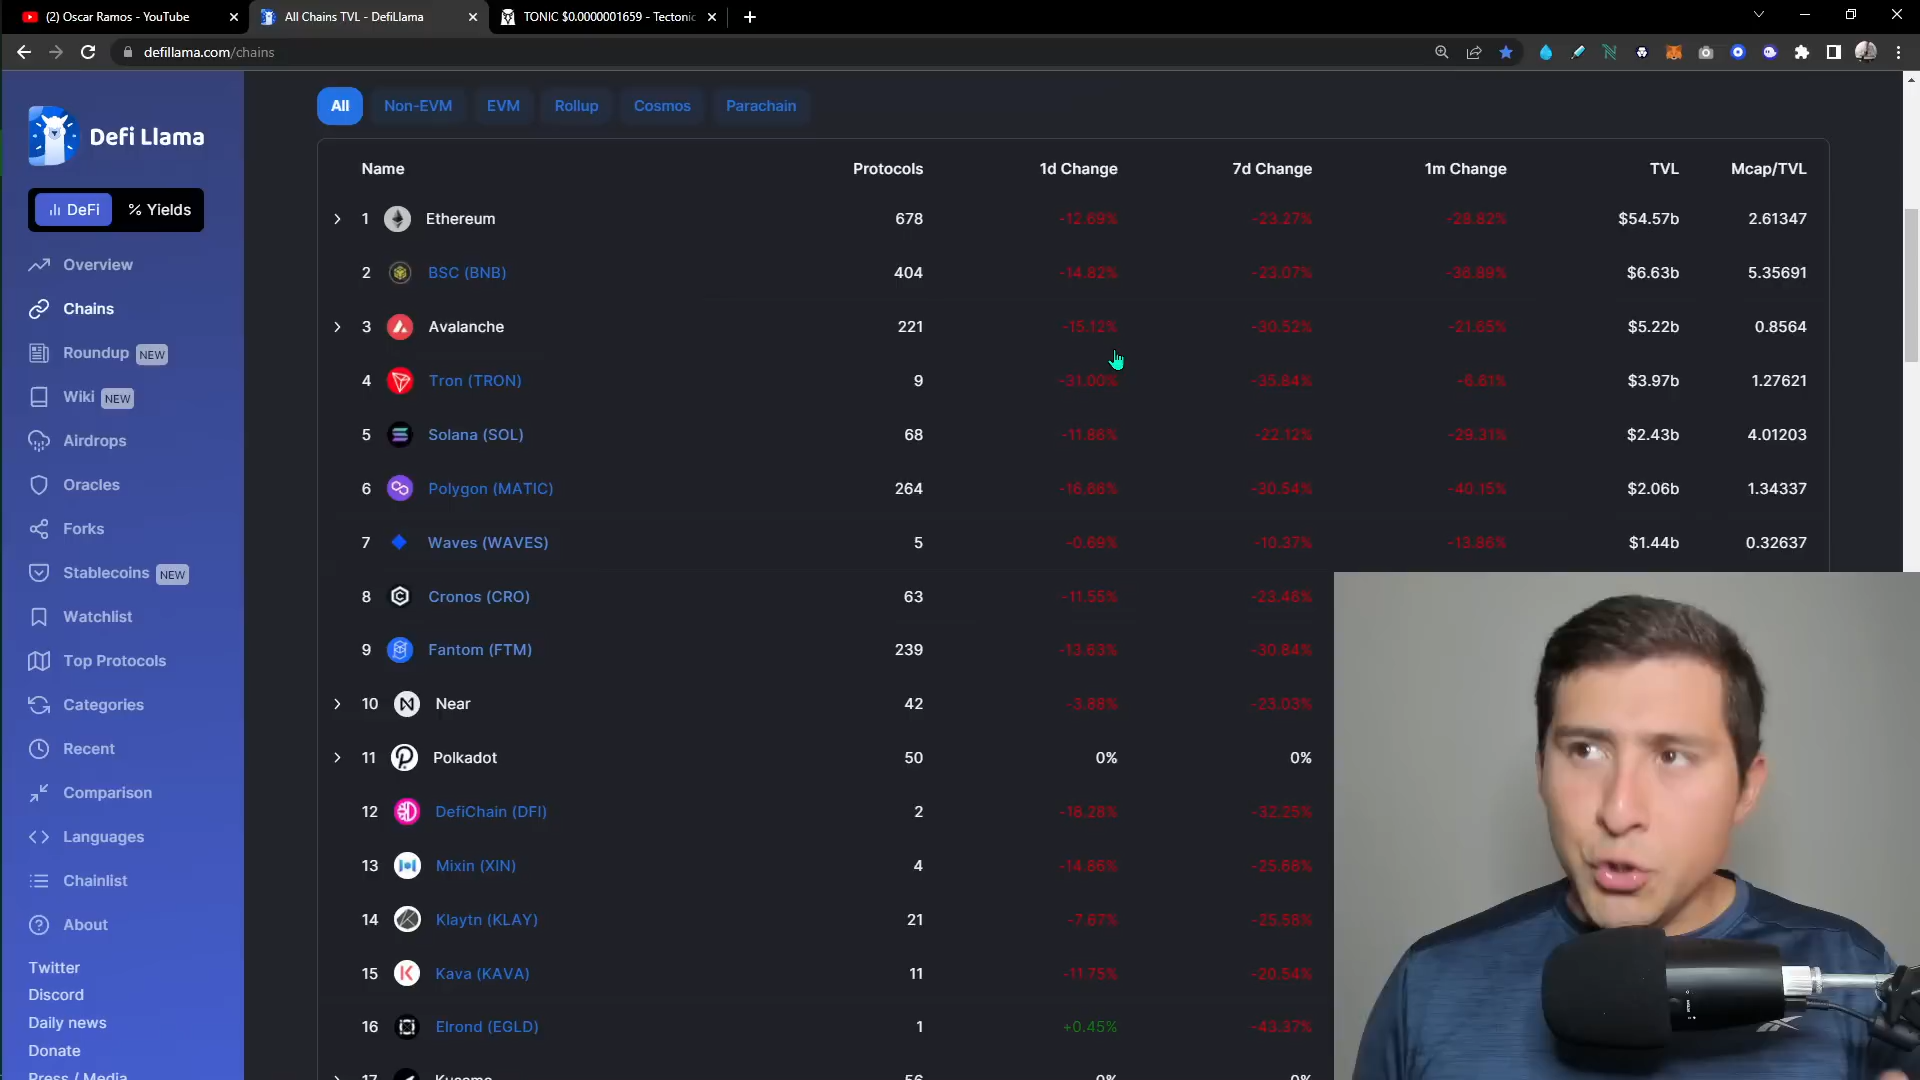 (2) Oscar Ramos - YouTube
All Chains TVL - DefiLlama
TONIC $0.0000001659 - Tectonic
defillama.com/chains
Defi Llama
DeFi
% Yields
Overview
Chains
Roundup NEW
Wiki NEW
Airdrops
Oracles
Forks
Stablecoins NEW
Watchlist
Top Protocols
Categories
Recent
Comparison
Languages
Chainlist
About
Twitter
Discord
Daily news
Donate
Press / Media
All Non-EVM EVM Rollup Cosmos Parachain
Name Protocols 1d Change 7d Change 1m Change TVL Mcap/TVL
1 Ethereum 678 -12.69% -23.27% -28.82% $54.57b 2.61347
2 BSC (BNB) 404 -14.82% -23.07% -36.89% $6.63b 5.35691
3 Avalanche 221 -15.12% -30.52% -21.65% $5.22b 0.8564
4 Tron (TRON) 9 -31.00% -35.84% -6.61% $3.97b 1.27621
5 Solana (SOL) 68 -11.86% -22.12% -29.31% $2.43b 4.01203
6 Polygon (MATIC) 264 -16.66% -30.54% -40.15% $2.06b 1.34337
7 Waves (WAVES) 5 -0.69% -10.37% -13.86% $1.44b 0.32637
8 Cronos (CRO) 63 -11.55% -23.46%
9 Fantom (FTM) 239 -13.63% -30.84%
10 Near 42 -3.88% -23.03%
11 Polkadot 50 0% 0%
12 DefiChain (DFI) 2 -18.28% -32.25%
13 Mixin (XIN) 4 -14.86% -25.68%
14 Klaytn (KLAY) 21 -7.67% -25.58%
15 Kava (KAVA) 11 -11.75% -20.54%
16 Elrond (EGLD) 1 +0.45% -43.37%
17 Kusama 56 0% 0%